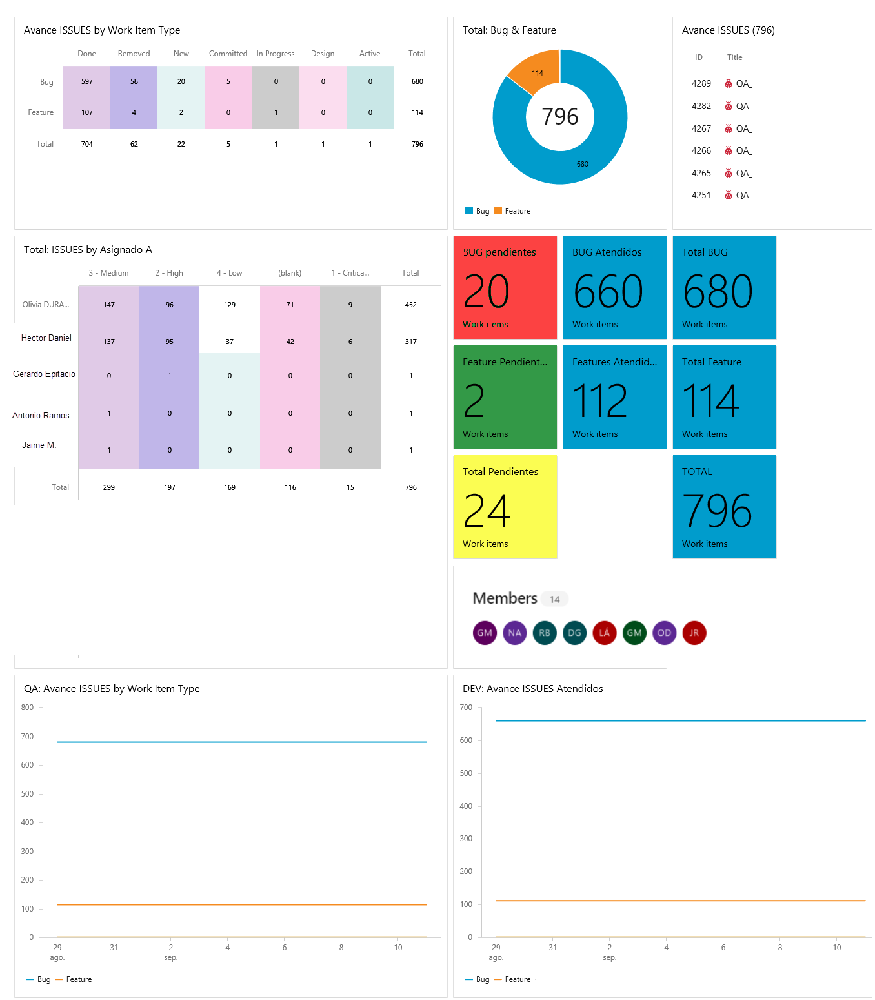 Avance ISSUES by Work Item Type
Done Removed New Committed In Progress Design Active Total
Bug 597 58 20 5 0 0 0 680
Feature 107 4 2 0 1 0 0 114
Total 704 62 22 5 1 1 1 796
Total: Bug & Feature
114
796
680
Bug Feature
Avance ISSUES (796)
ID Title
4289 QA_
4282 QA_
4267 QA_
4266 QA_
4265 QA_
4251 QA_
Total: ISSUES by Asignado A
3 - Medium 2 - High 4 - Low (blank) 1 - Critica... Total
Olivia DURA... 147 96 129 71 9 452
Hector Daniel 137 95 37 42 6 317
Gerardo Epitacio 0 1 0 0 0 1
Antonio Ramos 1 0 0 0 0 1
Jaime M. 1 0 0 0 0 1
Total 299 197 169 116 15 796
BUG pendientes
20
Work items
BUG Atendidos
660
Work items
Total BUG
680
Work items
Feature Pendient...
2
Work items
Features Atendid...
112
Work items
Total Feature
114
Work items
Total Pendientes
24
Work items
TOTAL
796
Work items
Members 14
GM NA RB DG LÁ GM OD JR
QA: Avance ISSUES by Work Item Type
800
700
600
500
400
300
200
100
0
29 31 2 4 6 8 10
ago. sep.
Bug Feature
DEV: Avance ISSUES Atendidos
700
600
500
400
300
200
100
0
29 31 2 4 6 8 10
ago. sep.
Bug Feature